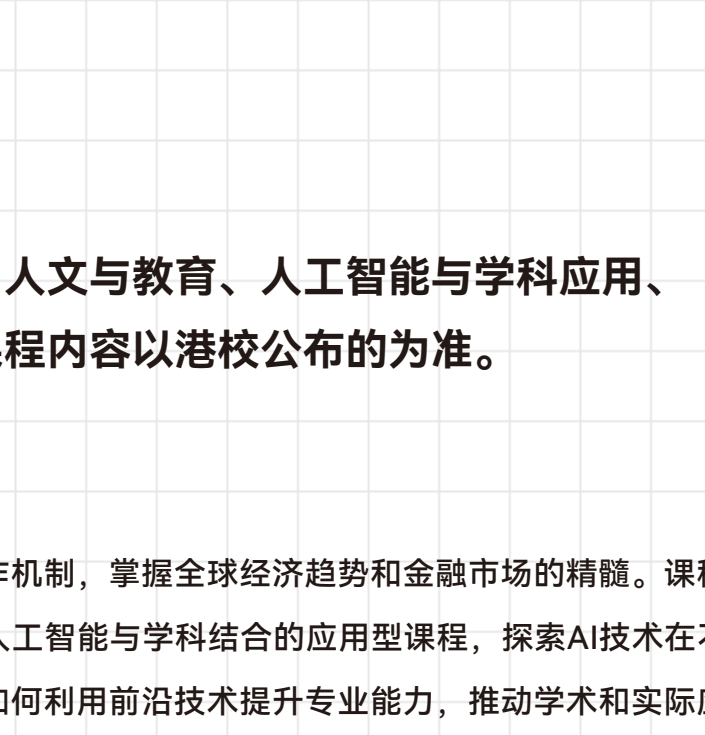 人文与教育、人工智能与学科应用、
程内容以港校公布的为准。
作机制，掌握全球经济趋势和金融市场的精髓。课
人工智能与学科结合的应用型课程，探索AI技术在
如何利用前沿技术提升专业能力，推动学术和实际